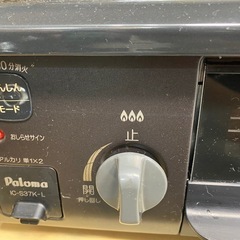 0分消火
モード
おしらせサイン
アルカリ 単1×2
Paloma
IC-S37K-L
止
開
押し回し